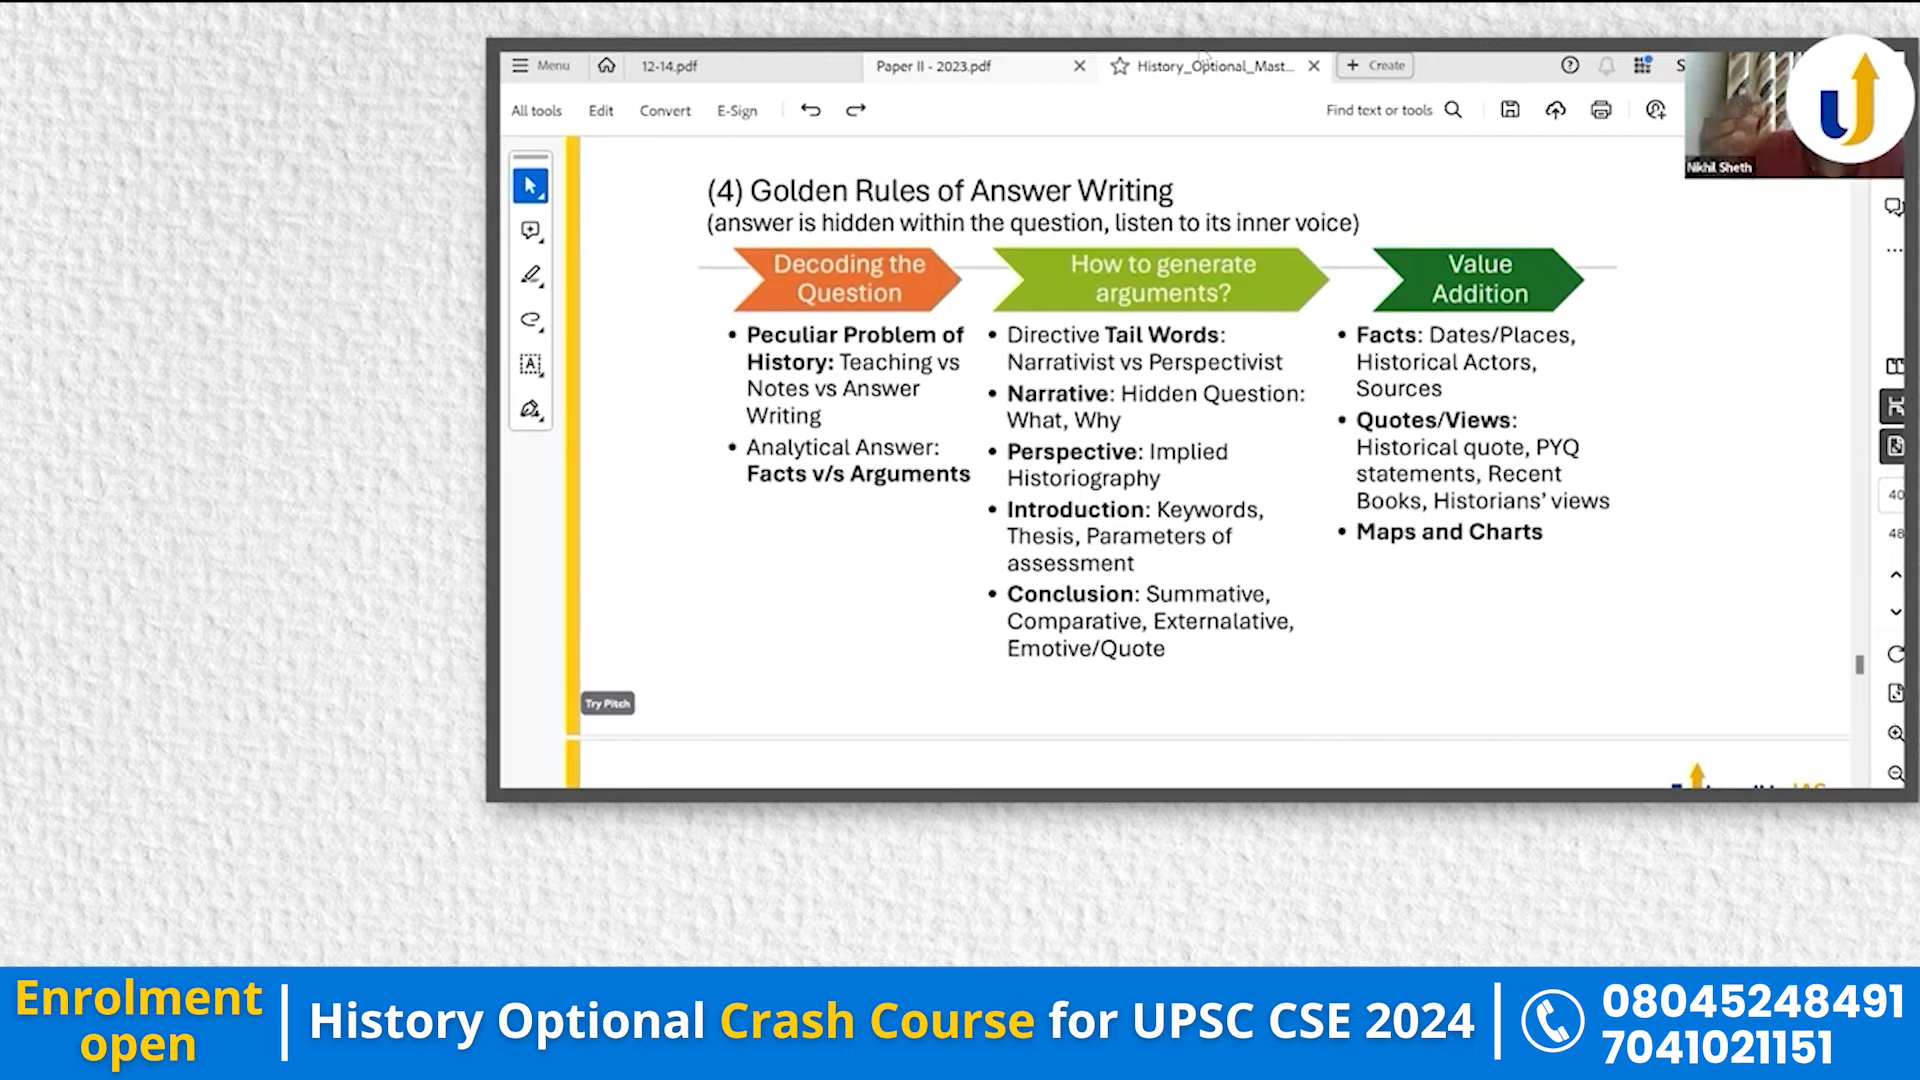 Menu
12-14.pdf
Paper II - 2023.pdf
History_Optional_Mast...
Create
All tools
Edit
Convert
E-Sign
Find text or tools
Nikhil Sheth
(4) Golden Rules of Answer Writing
(answer is hidden within the question, listen to its inner voice)
Decoding the
Question
• Peculiar Problem of
History: Teaching vs
Notes vs Answer
Writing
• Analytical Answer:
Facts v/s Arguments
How to generate
arguments?
• Directive Tail Words:
Narrativist vs Perspectivist
• Narrative: Hidden Question:
What, Why
• Perspective: Implied
Historiography
• Introduction: Keywords,
Thesis, Parameters of
assessment
• Conclusion: Summative,
Comparative, Externalative,
Emotive/Quote
Value
Addition
• Facts: Dates/Places,
Historical Actors,
Sources
• Quotes/Views:
Historical quote, PYQ
statements, Recent
Books, Historians' views
• Maps and Charts
40
48
Try Pitch
Enrolment
open
History Optional Crash Course for UPSC CSE 2024
08045248491
7041021151